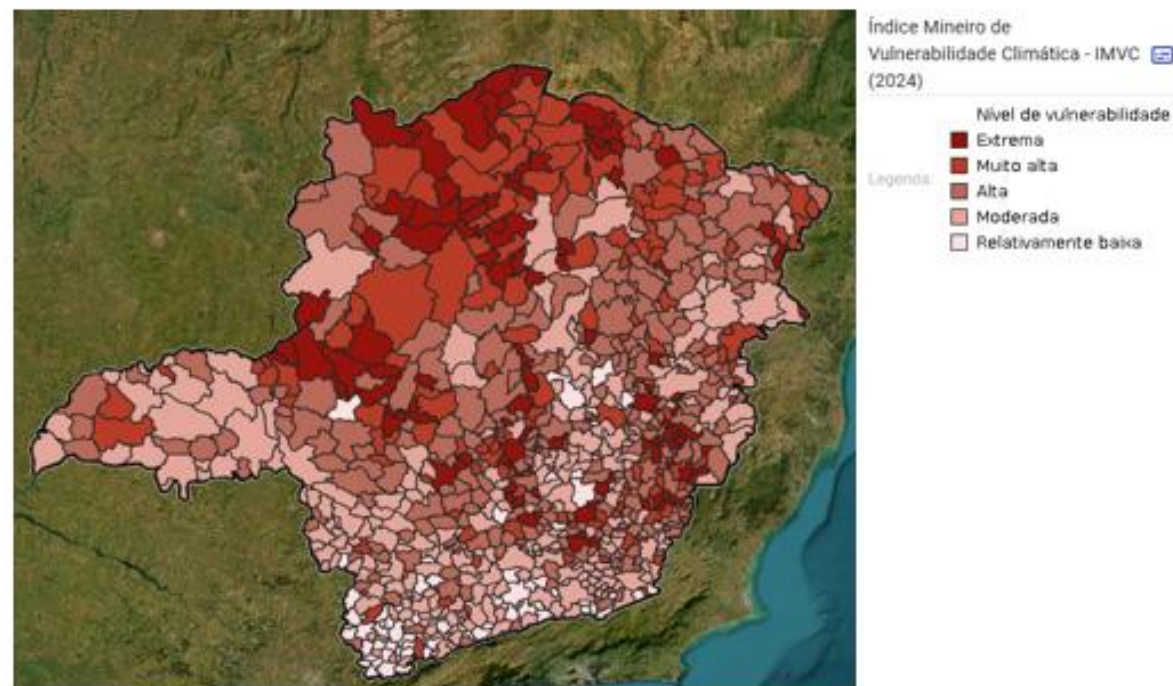 Índice Mineiro de
Vulnerabilidade Climática - IMVC
(2024)
Nível de vulnerabilidade
Legenda:
Extrema
Muito alta
Alta
Moderada
Relativamente baixa